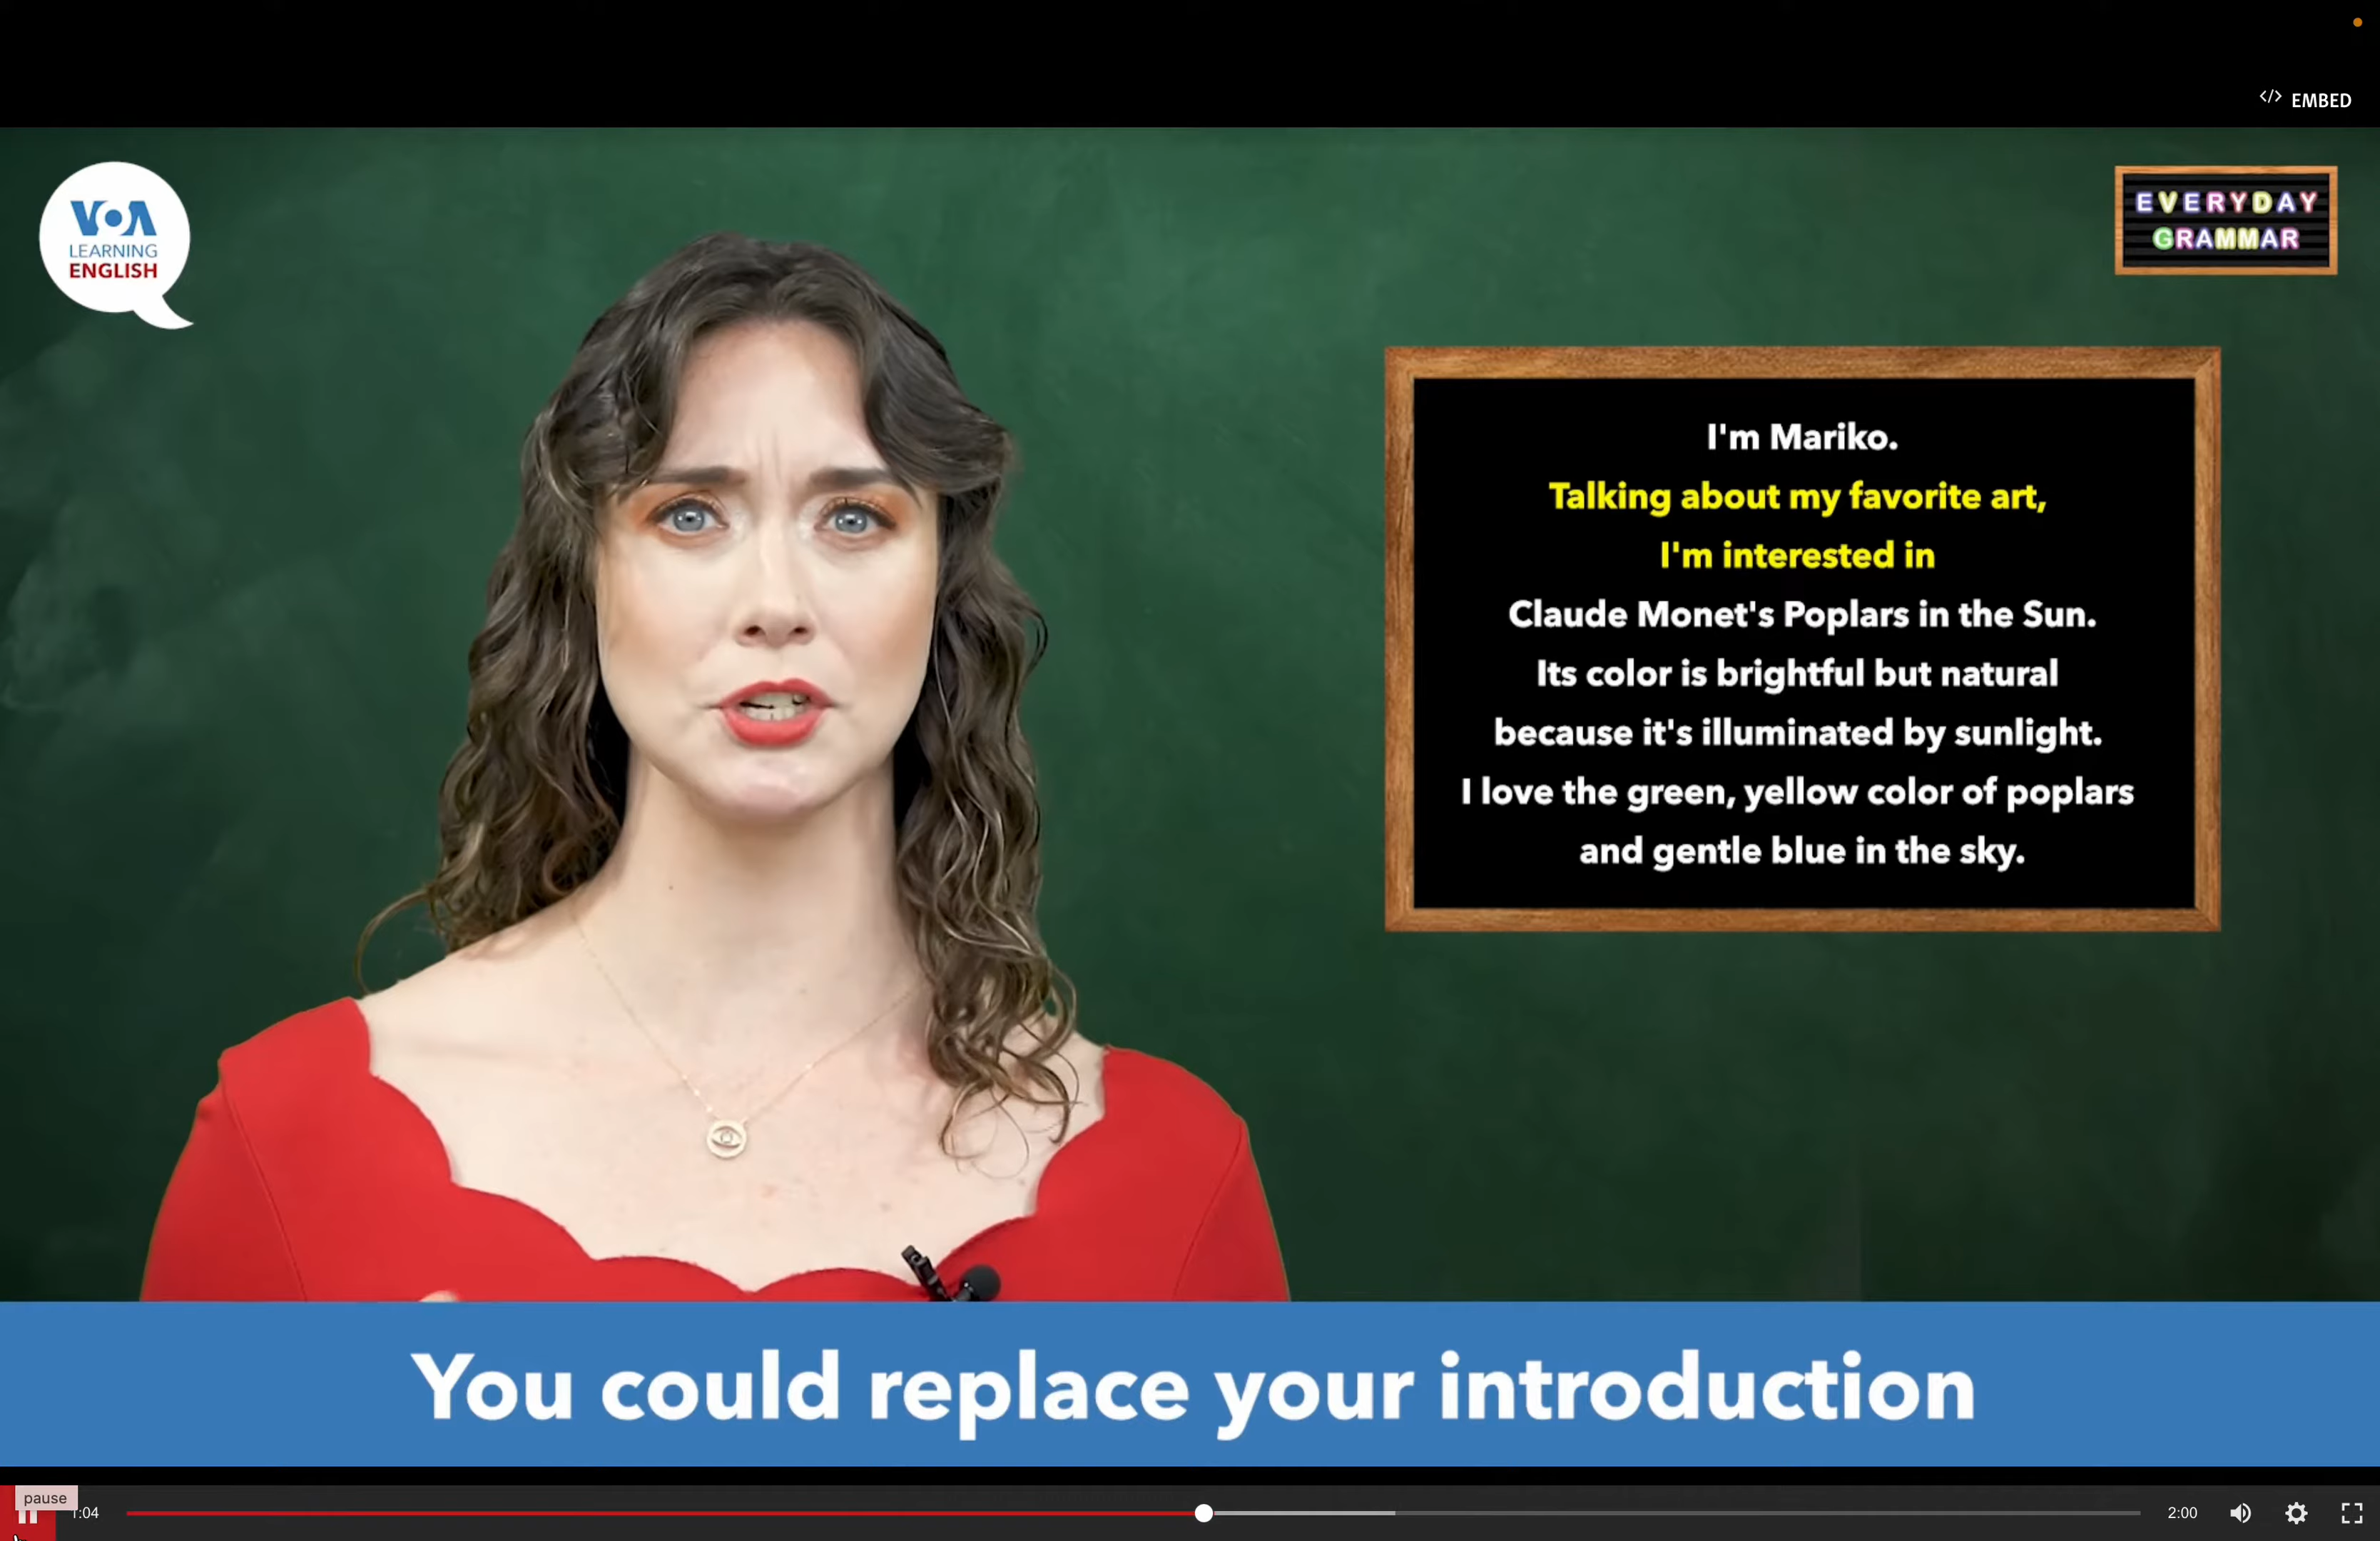 </> EMBED
VOA
LEARNING
ENGLISH
EVERYDAY
GRAMMAR
I'm Mariko.
Talking about my favorite art,
I'm interested in
Claude Monet's Poplars in the Sun.
Its color is brightful but natural
because it's illuminated by sunlight.
I love the green, yellow color of poplars
and gentle blue in the sky.
You could replace your introduction
pause
1:04
2:00